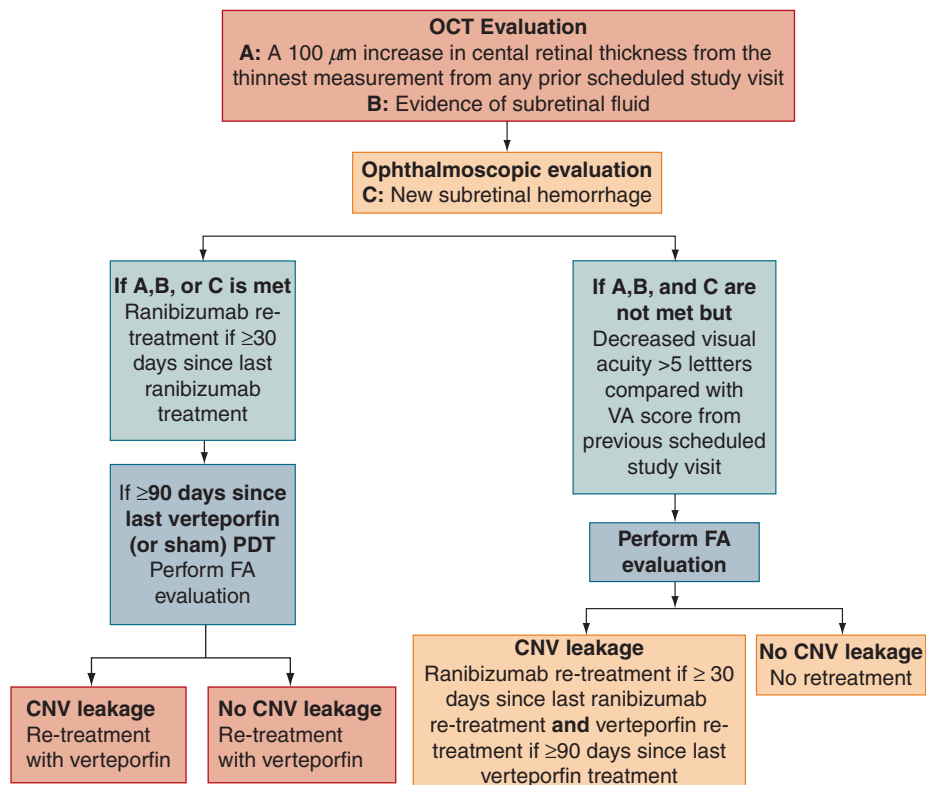 OCT Evaluation
A: A 100 μm increase in cental retinal thickness from the
thinnest measurement from any prior scheduled study visit
B: Evidence of subretinal fluid
Ophthalmoscopic evaluation
C: New subretinal hemorrhage
If A,B, or C is met
Ranibizumab re-
treatment if ≥30
days since last
ranibizumab
treatment
If A,B, and C are
not met but
Decreased visual
acuity >5 lettters
compared with
VA score from
previous scheduled
study visit
If ≥90 days since
last verteporfin
(or sham) PDT
Perform FA
evaluation
Perform FA
evaluation
CNV leakage
Re-treatment
with verteporfin
No CNV leakage
Re-treatment
with verteporfin
CNV leakage
Ranibizumab re-treatment if ≥ 30
days since last ranibizumab
re-treatment and verteporfin re-
treatment if ≥90 days since last
verteporfin treatment
No CNV leakage
No retreatment